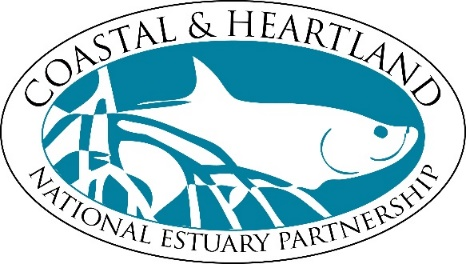 COASTAL & HEARTLAND
NATIONAL ESTUARY PARTNERSHIP